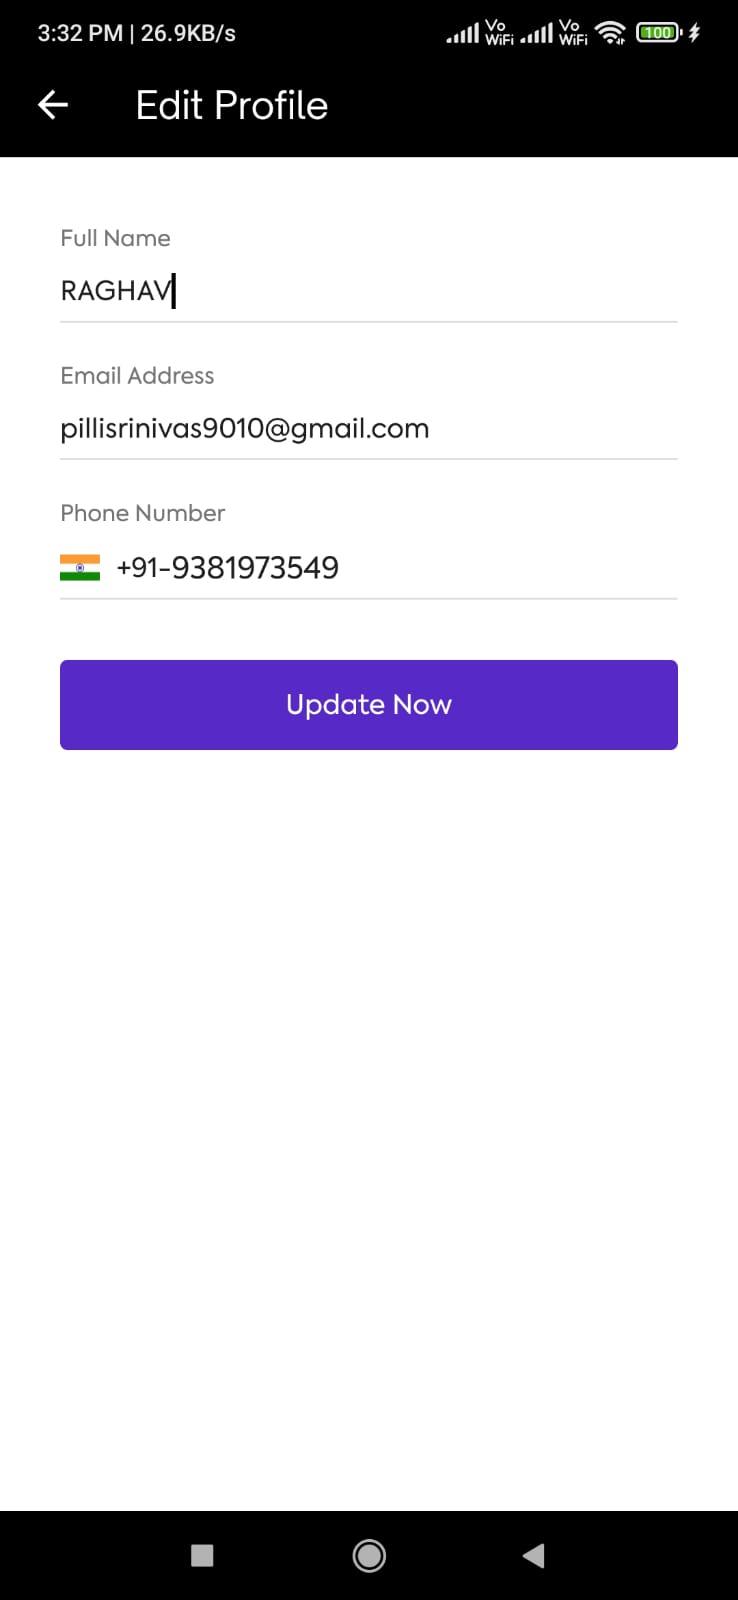 3:32 PM | 26.9KB/s Vo WiFi Vo WiFi 100
Edit Profile
Full Name
RAGHAV
Email Address
pillisrinivas9010@gmail.com
Phone Number
+91-9381973549
Update Now